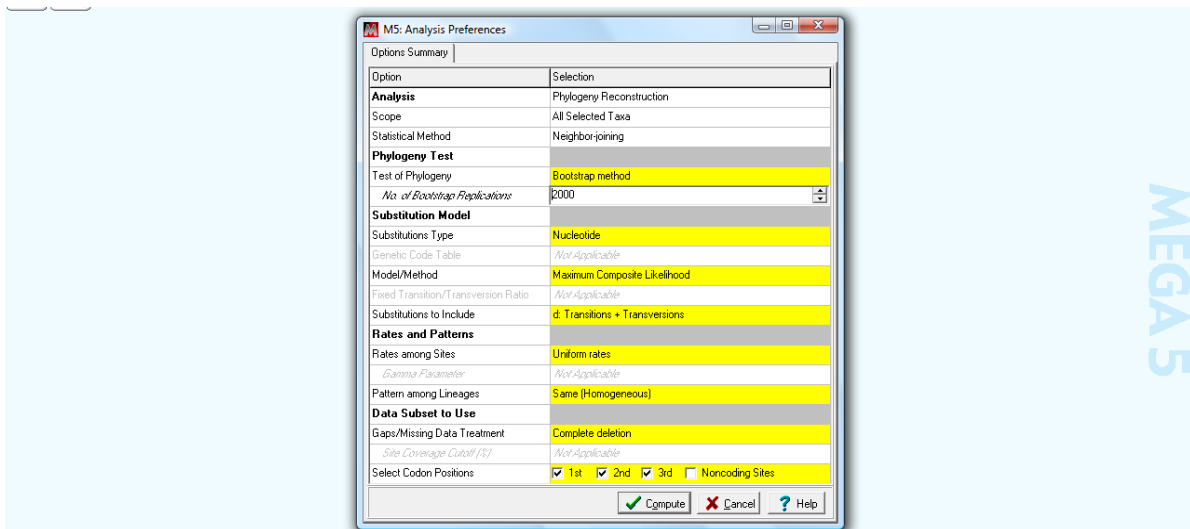 M5: Analysis Preferences
Options Summary
Option Selection
Analysis Phylogeny Reconstruction
Scope All Selected Taxa
Statistical Method Neighbor-joining
Phylogeny Test
Test of Phylogeny Bootstrap method
No. of Bootstrap Replications 2000
Substitution Model
Substitutions Type Nucleotide
Genetic Code Table Not Applicable
Model/Method Maximum Composite Likelihood
Fixed Transition/Transversion Ratio Not Applicable
Substitutions to Include d: Transitions + Transversions
Rates and Patterns
Rates among Sites Uniform rates
Gamma Parameter Not Applicable
Pattern among Lineages Same (Homogeneous)
Data Subset to Use
Gaps/Missing Data Treatment Complete deletion
Site Coverage Cutoff (%) Not Applicable
Select Codon Positions 1st 2nd 3rd Noncoding Sites
Compute Cancel Help
MEGA 5